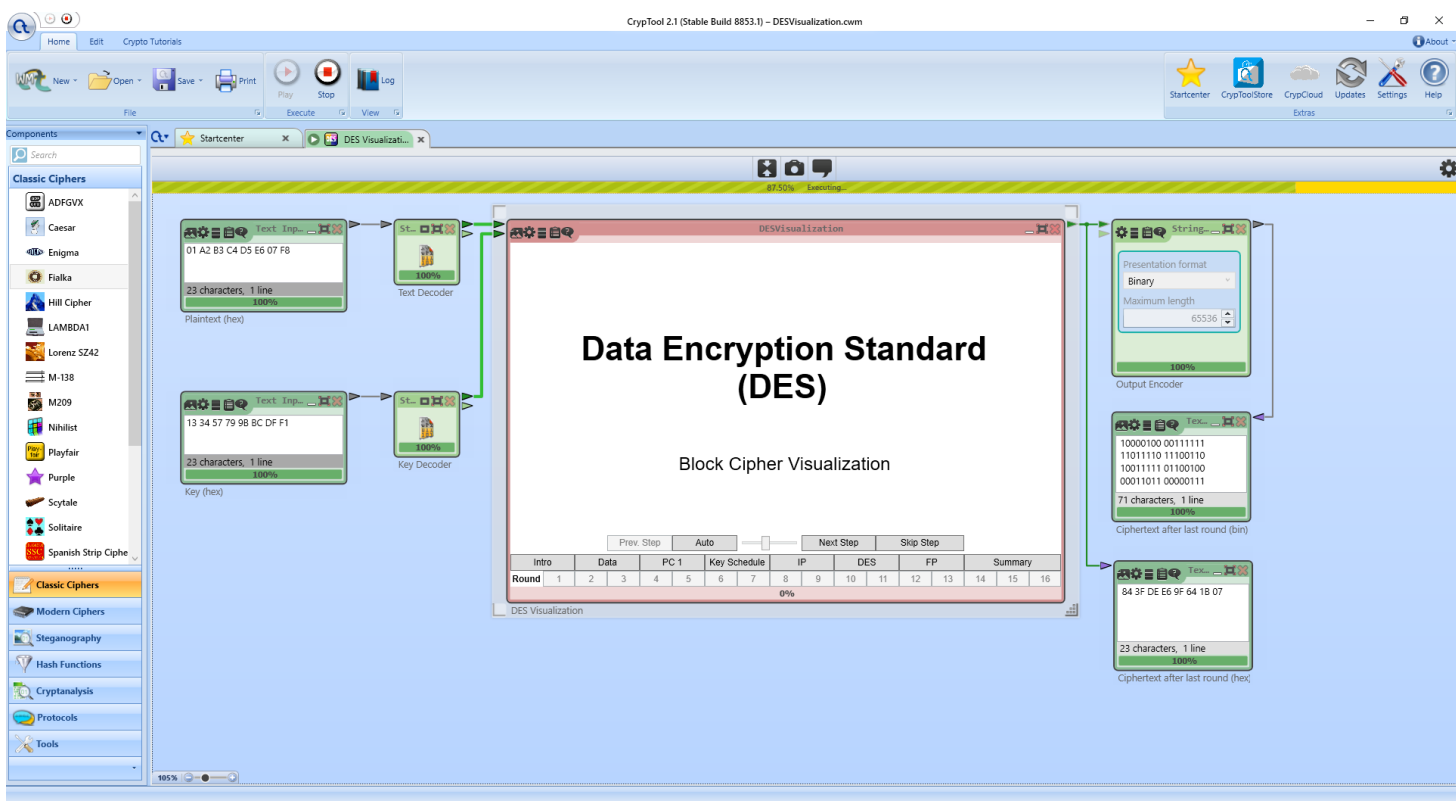 CrypTool 2.1 (Stable Build 8853.1) – DESVisualization.cwm
Home Edit Crypto Tutorials About
New Open Save Print Play Stop Log
File Execute View
Startcenter CrypToolStore CrypCloud Updates Settings Help
Extras
Components
Search
Classic Ciphers
ADFGVX
Caesar
Enigma
Fialka
Hill Cipher
LAMBDA1
Lorenz SZ42
M-138
M209
Nihilist
Playfair
Purple
Scytale
Solitaire
Spanish Strip Ciphe
Classic Ciphers
Modern Ciphers
Steganography
Hash Functions
Cryptanalysis
Protocols
Tools
Startcenter DES Visualizati...
87.50% Executing...
Text Inp...
01 A2 B3 C4 D5 E6 07 F8
23 characters, 1 line
100%
Plaintext (hex)
St...
100%
Text Decoder
Text Inp...
13 34 57 79 9B BC DF F1
23 characters, 1 line
100%
Key (hex)
St...
100%
Key Decoder
DESVisualization
Data Encryption Standard
(DES)
Block Cipher Visualization
Prev. Step Auto Next Step Skip Step
Intro Data PC 1 Key Schedule IP DES FP Summary
Round 1 2 3 4 5 6 7 8 9 10 11 12 13 14 15 16
0%
DES Visualization
String...
Presentation format
Binary
Maximum length
65536
100%
Output Encoder
Tex...
10000100 00111111
11011110 11100110
10011111 01100100
00011011 00000111
71 characters, 1 line
100%
Ciphertext after last round (bin)
Tex...
84 3F DE E6 9F 64 1B 07
23 characters, 1 line
100%
Ciphertext after last round (hex)
105%